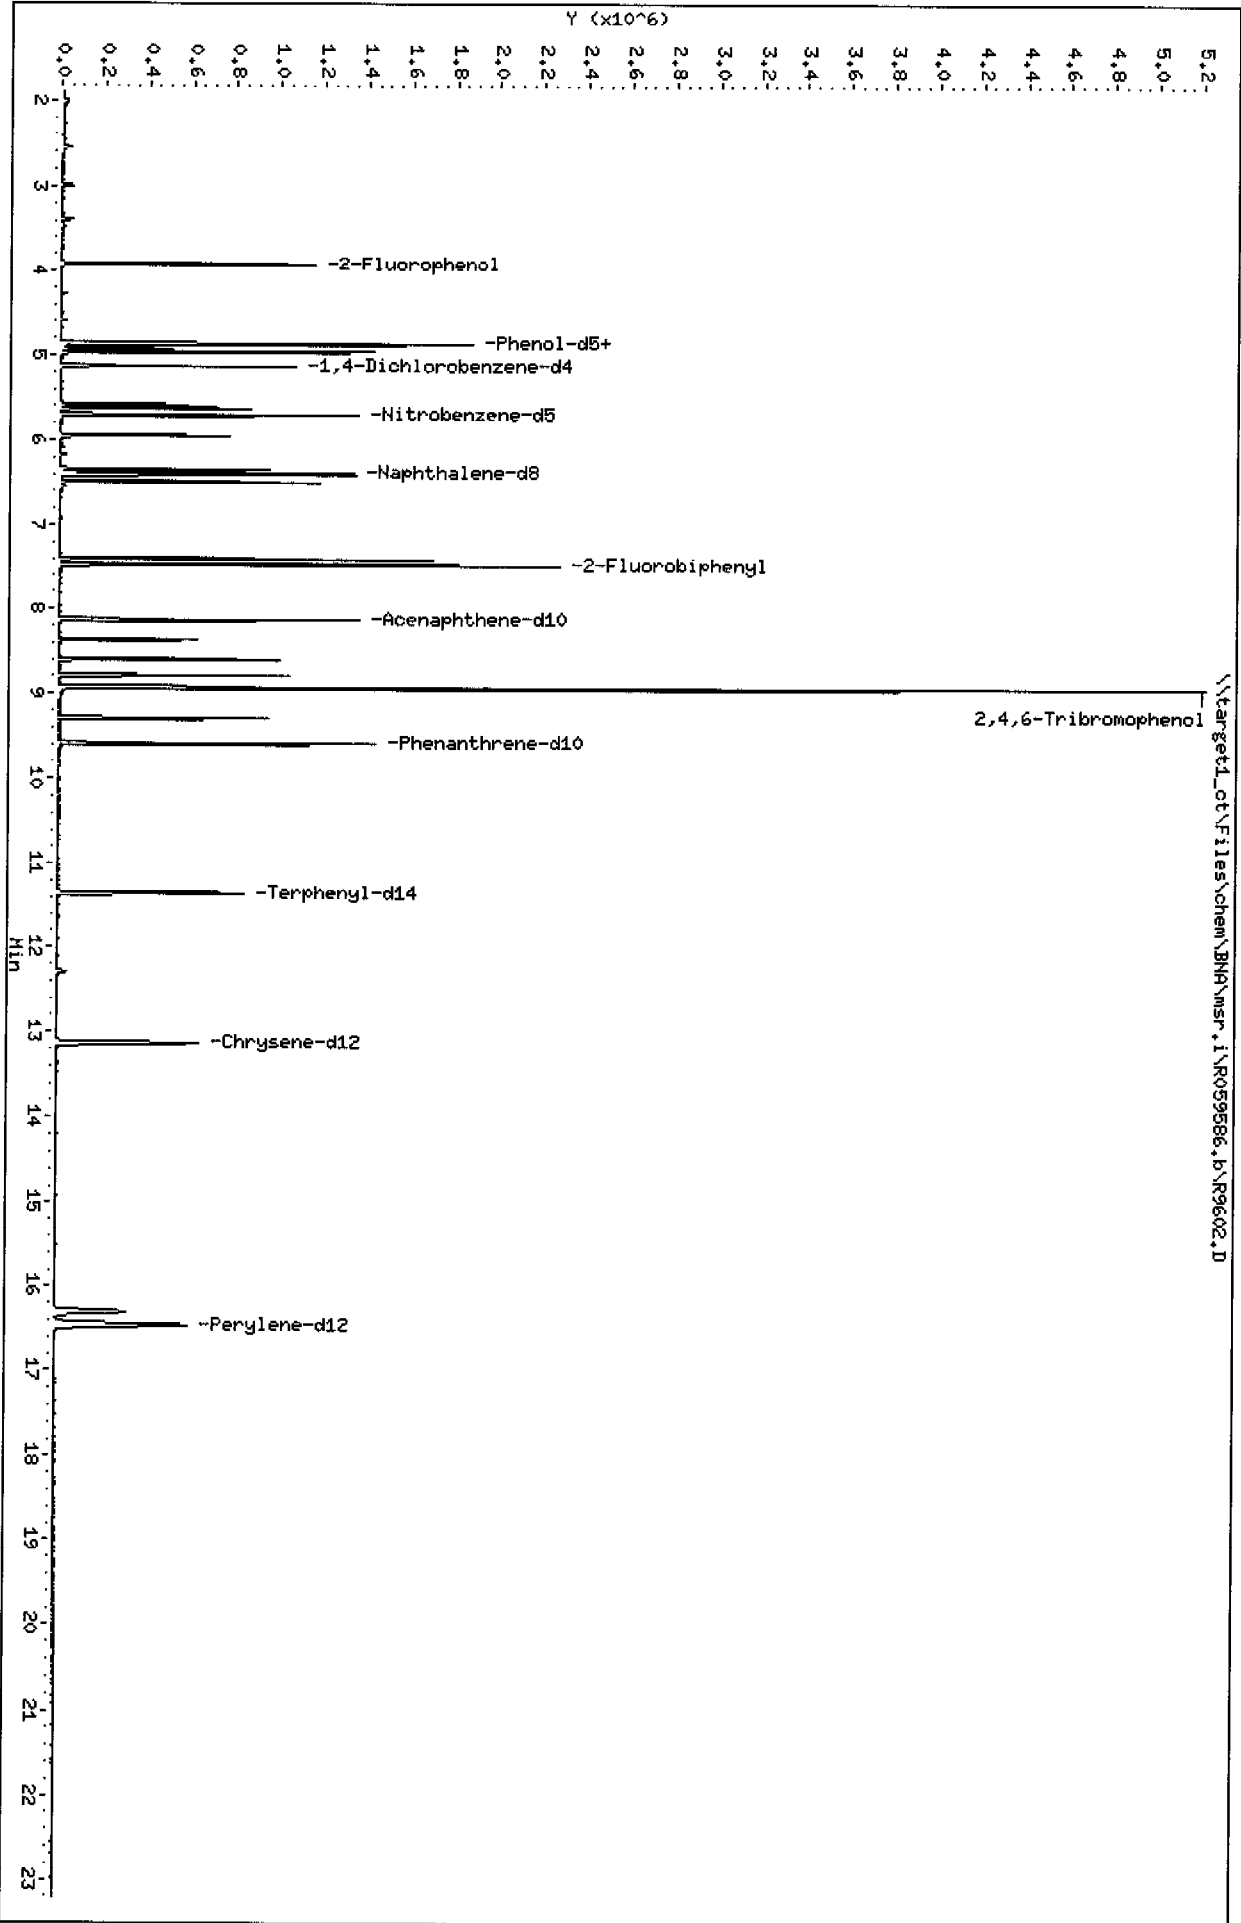 \\target1_ct\Files\chem\BNA\msr.i\R059586.b\R9602.D
Y (x10^6)
5.2
5.0
4.8
4.6
4.4
4.2
4.0
3.8
3.6
3.4
3.2
3.0
2.8
2.6
2.4
2.2
2.0
1.8
1.6
1.4
1.2
1.0
0.8
0.6
0.4
0.2
0.0
-2-Fluorophenol
-Phenol-d5+
-1,4-Dichlorobenzene-d4
-Nitrobenzene-d5
-Naphthalene-d8
-2-Fluorobiphenyl
-Acenaphthene-d10
2,4,6-Tribromophenol
-Phenanthrene-d10
-Terphenyl-d14
-Chrysene-d12
-Perylene-d12
2 3 4 5 6 7 8 9 10 11 12 13 14 15 16 17 18 19 20 21 22 23
Min